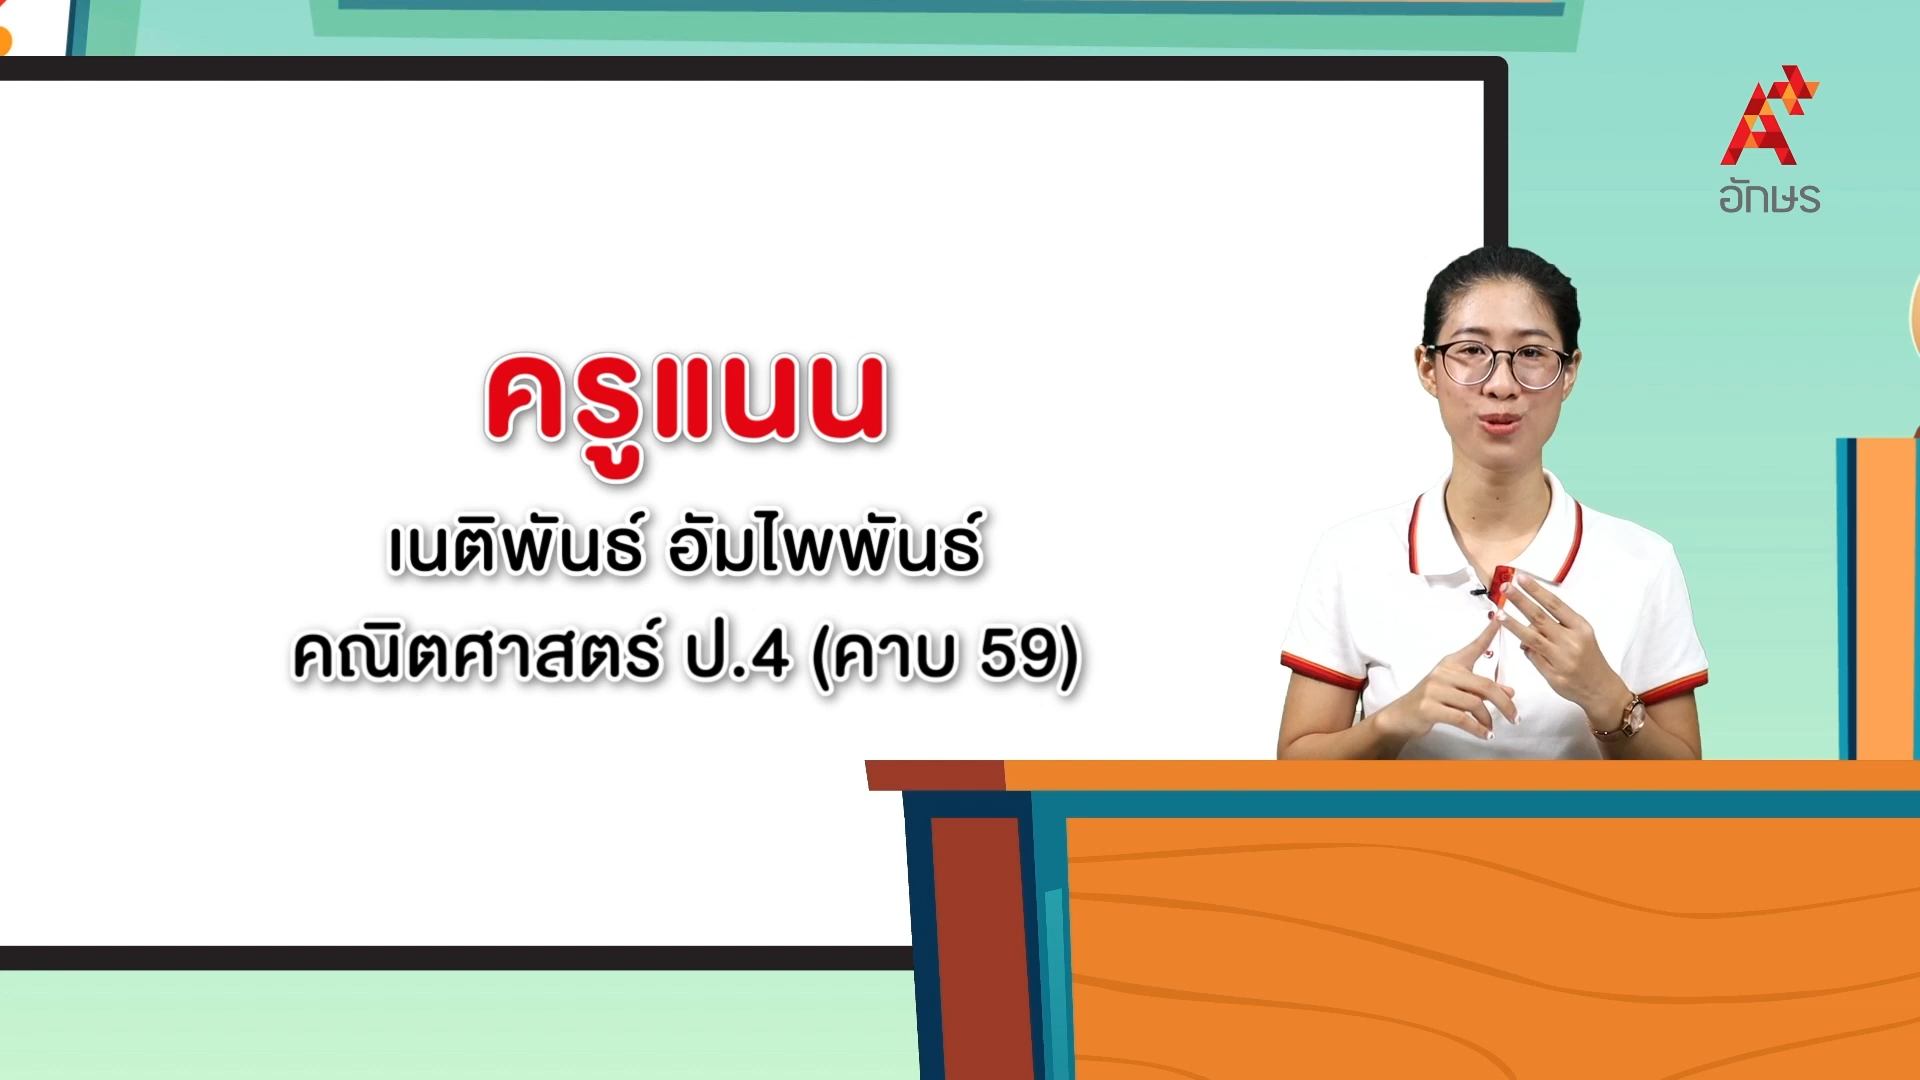 อักษร
ครูแนน
เนติพันธ์ อัมไพพันธ์
คณิตศาสตร์ ป.4 (คาบ 59)